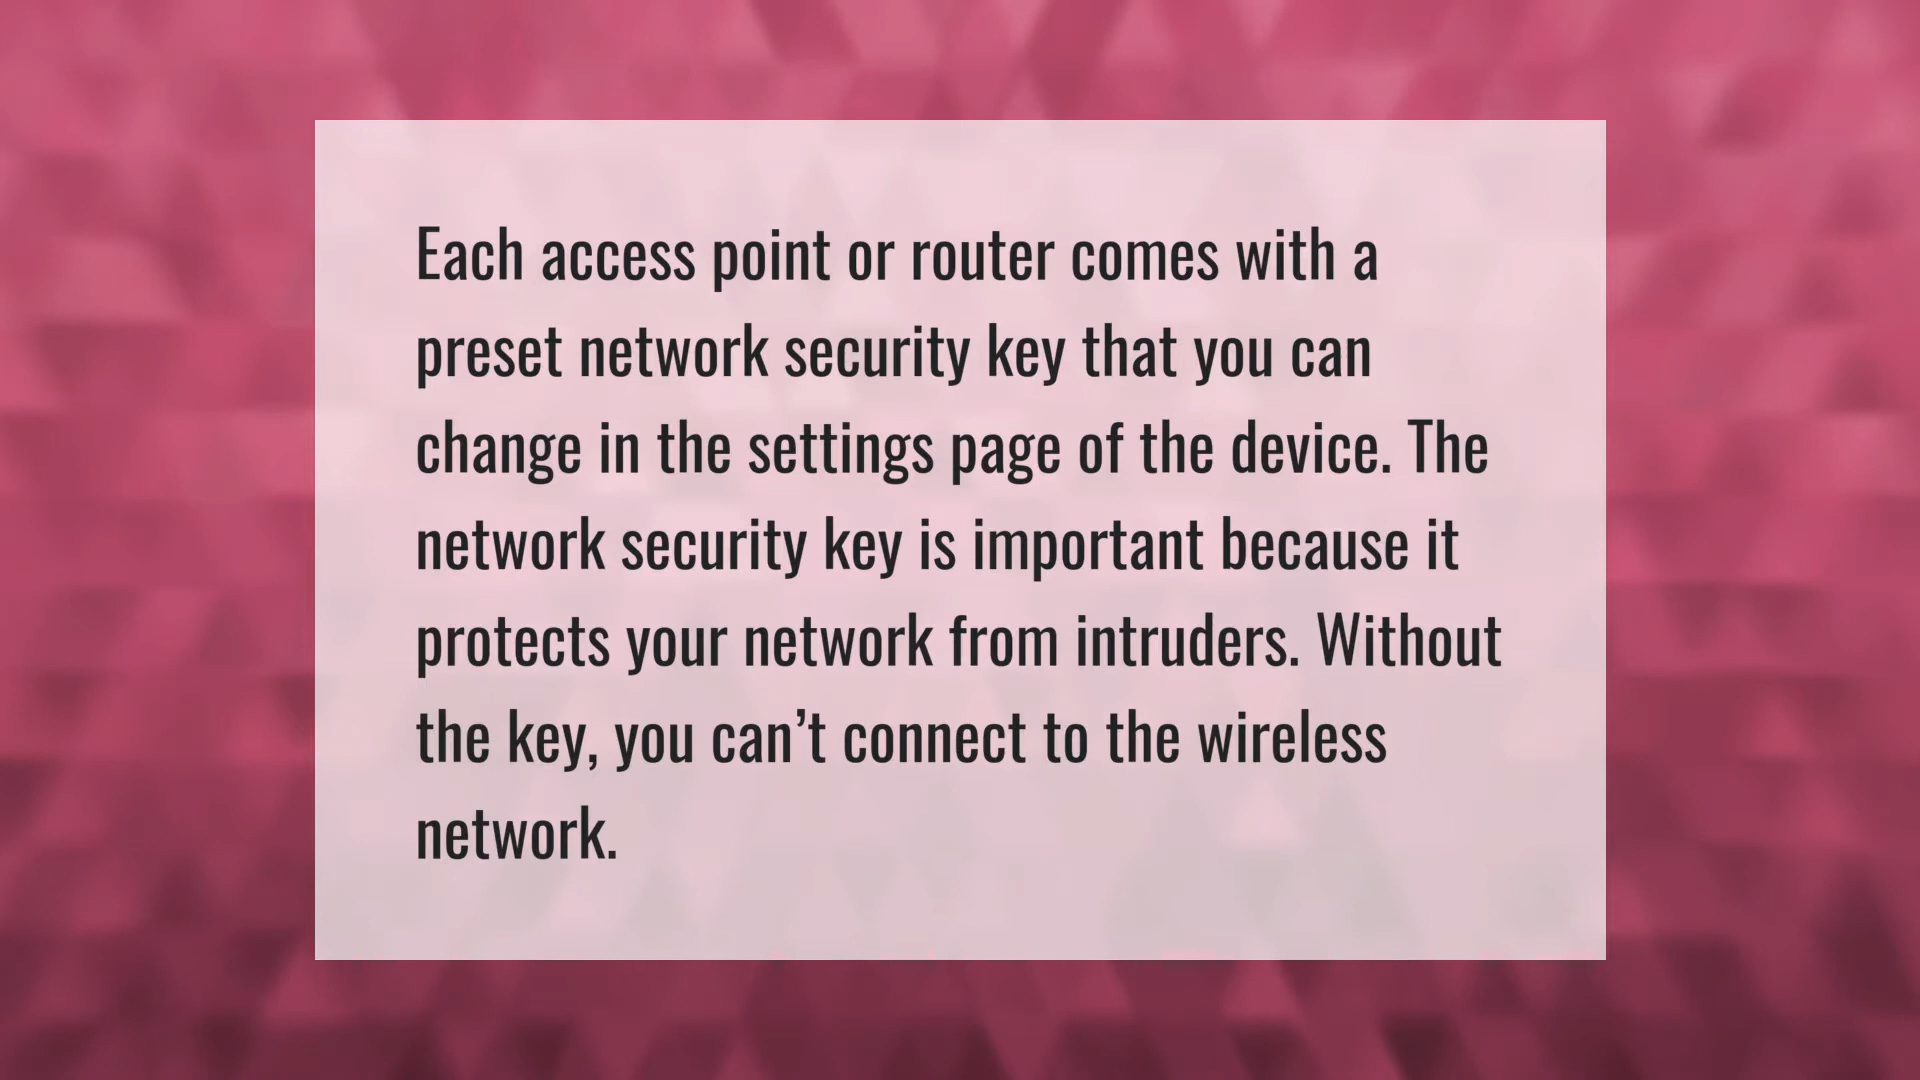 Each access point or router comes with a
preset network security key that you can
change in the settings page of the device. The
network security key is important because it
protects your network from intruders. Without
the key, you can’t connect to the wireless
network.